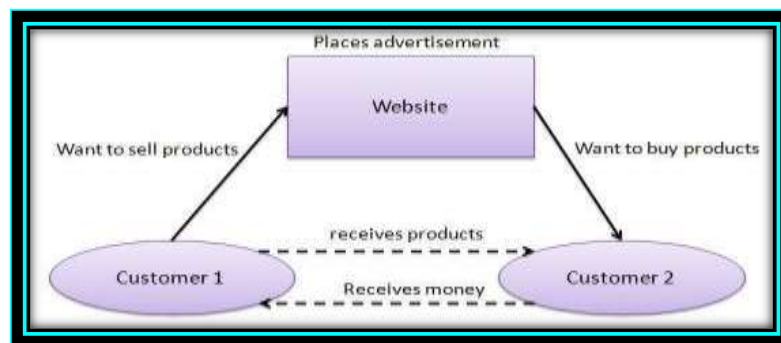 Places advertisement
Website
Want to sell products
Want to buy products
receives products
Customer 1
Customer 2
Receives money